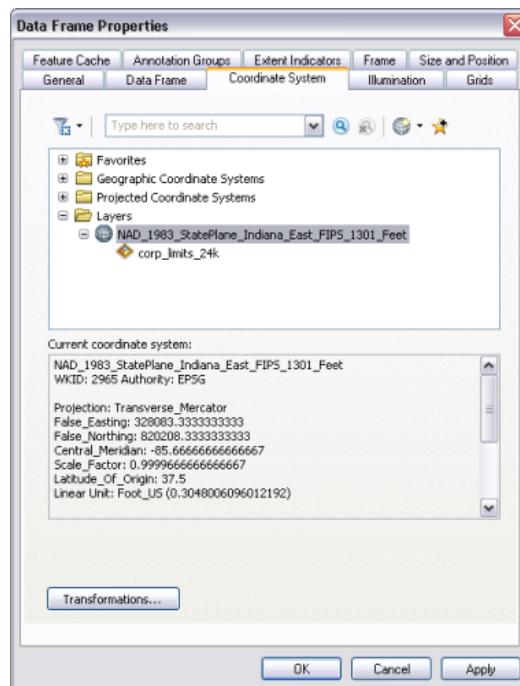 Data Frame Properties
Feature Cache Annotation Groups Extent Indicators Frame Size and Position
General Data Frame Coordinate System Illumination Grids
Type here to search
Favorites
Geographic Coordinate Systems
Projected Coordinate Systems
Layers
NAD_1983_StatePlane_Indiana_East_FIPS_1301_Feet
corp_limits_24k
Current coordinate system:
NAD_1983_StatePlane_Indiana_East_FIPS_1301_Feet
WKID: 2965 Authority: EPSG
Projection: Transverse_Mercator
False_Easting: 328083.3333333333
False_Northing: 820208.3333333333
Central_Meridian: -85.66666666666667
Scale_Factor: 0.9999666666666667
Latitude_Of_Origin: 37.5
Linear Unit: Foot_US (0.3048006096012192)
Transformations...
OK Cancel Apply